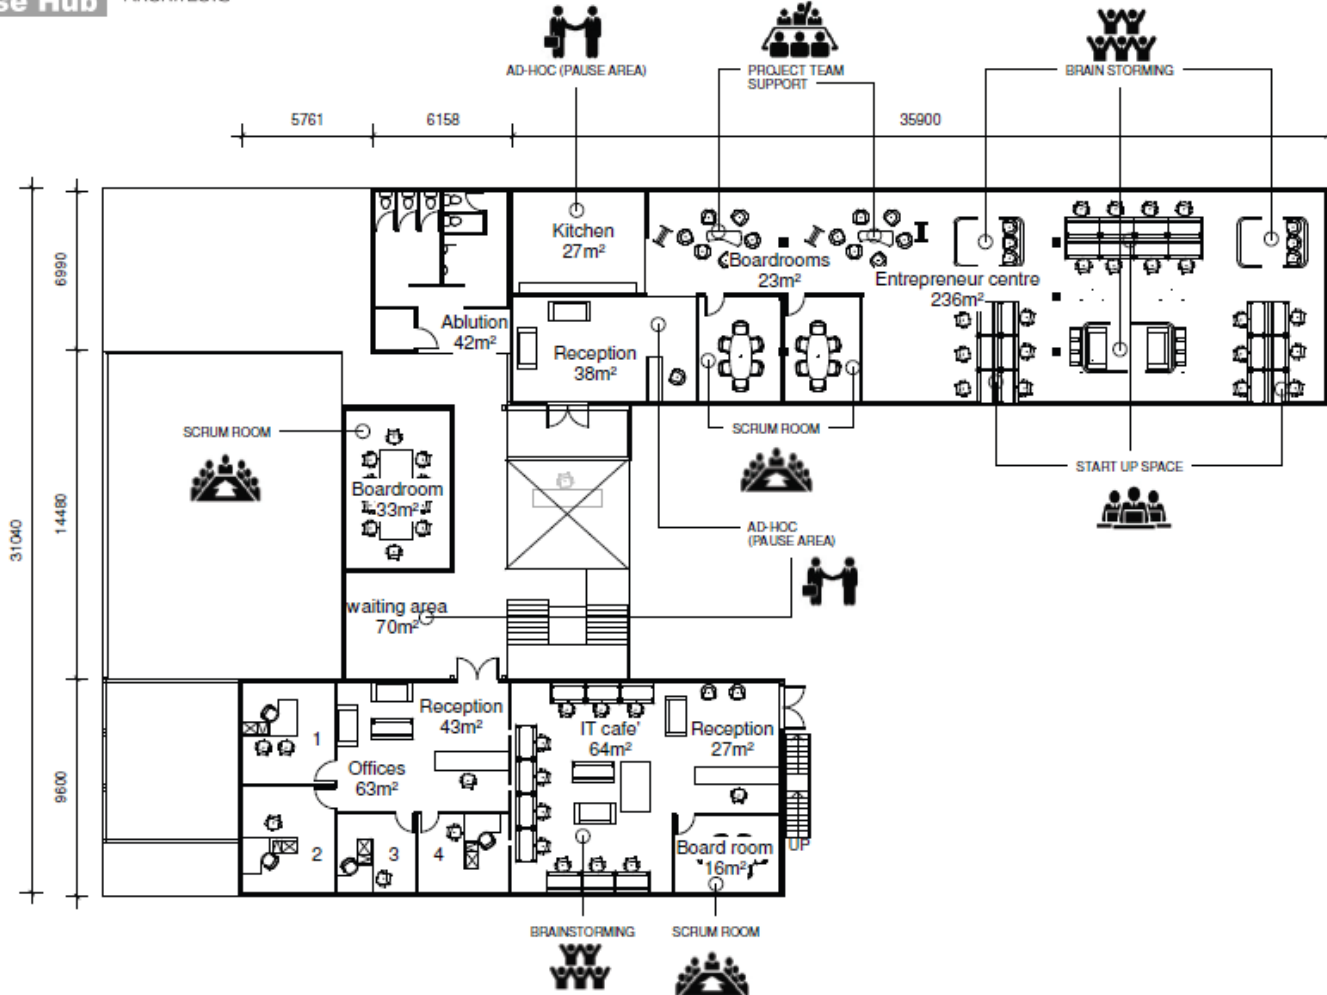 se Hub
ARCHITECTS
AD-HOC (PAUSE AREA)
PROJECT TEAM
SUPPORT
BRAIN STORMING
5761
6158
35900
31040
6990
14480
9600
Kitchen
27m²
Boardrooms
23m²
Entrepreneur centre
236m²
Ablution
42m²
Reception
38m²
SCRUM ROOM
SCRUM ROOM
START UP SPACE
Boardroom
33m²
AD-HOC
(PAUSE AREA)
waiting area
70m²
Reception
43m²
IT cafe'
64m²
Reception
27m²
Offices
63m²
1
2
3
4
Board room
16m²
UP
BRAINSTORMING
SCRUM ROOM